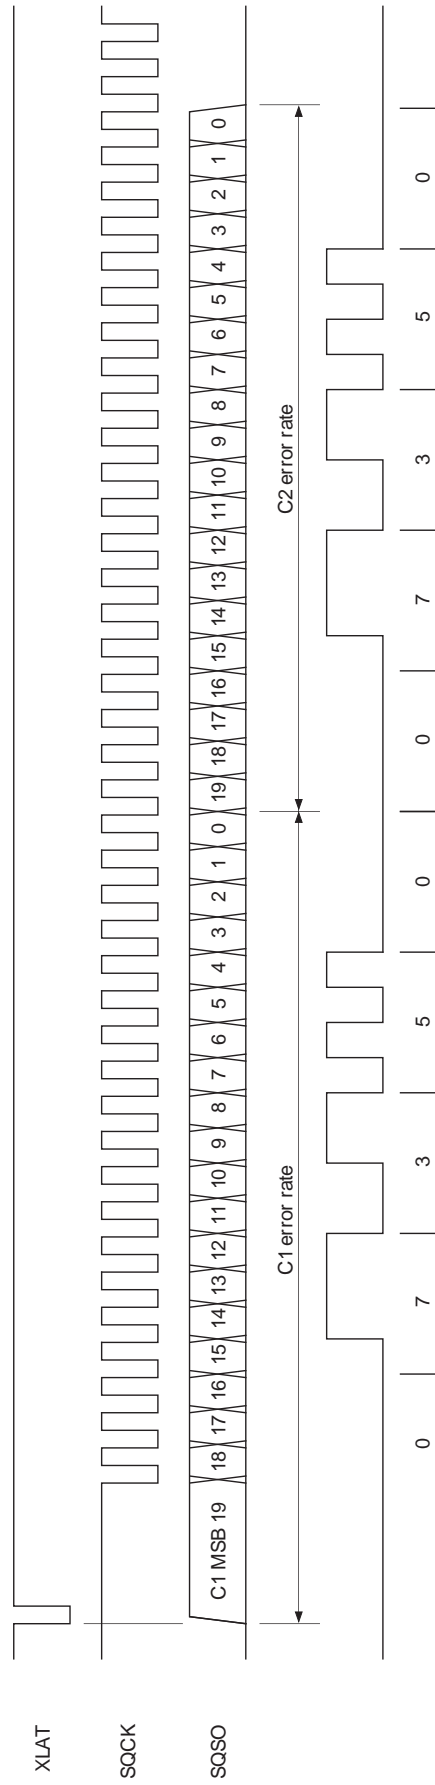 XLAT
SQCK
SQSO
C1 MSB 19 18 17 16 15 14 13 12 11 10 9 8 7 6 5 4 3 2 1 0 19 18 17 16 15 14 13 12 11 10 9 8 7 6 5 4 3 2 1 0
C1 error rate C2 error rate
0 7 3 5 0 0 7 3 5 0